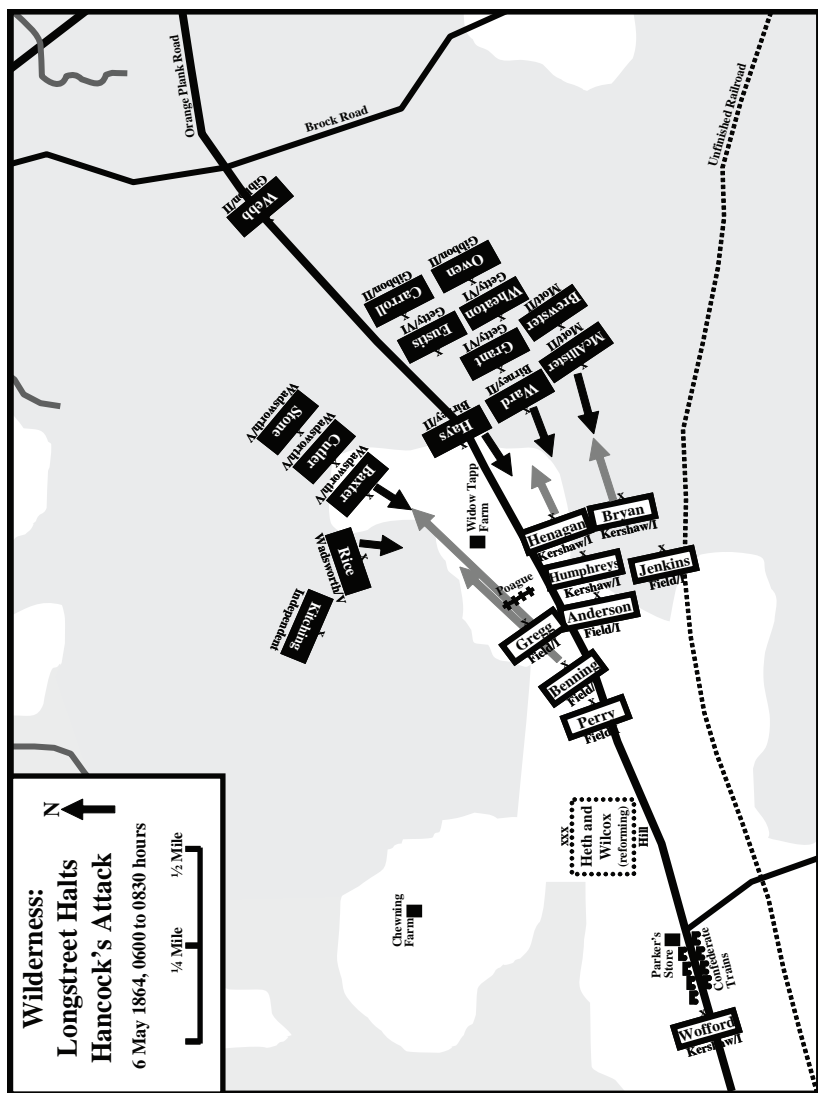 Wilderness:
Longstreet Halts
Hancock's Attack
6 May 1864, 0600 to 0830 hours
N
¼ Mile
½ Mile
Orange Plank Road
Brock Road
Unfinished Railroad
Webb
Gibbon/II
Owen
Gibbon/II
Carroll
Gibbon/II
Wheaton
Getty/VI
Eustis
Getty/VI
Brewster
Mott/II
Grant
Getty/VI
McAllister
Mott/II
Ward
Birney/II
Hays
Birney/II
Stone
Wadsworth/V
Cutler
Wadsworth/V
Baxter
Wadsworth/V
Rice
Wadsworth/V
Kitching
Independent
Widow Tapp
Farm
Poague
Henagan
Kershaw/I
Bryan
Kershaw/I
Humphreys
Kershaw/I
Jenkins
Field/I
Anderson
Field/I
Gregg
Field/I
Benning
Field/I
Perry
Field/I
xxx
Heth and
Wilcox
(reforming)
Hill
Chewning
Farm
Parker's
Store
Confederate
Trains
Wofford
Kershaw/I